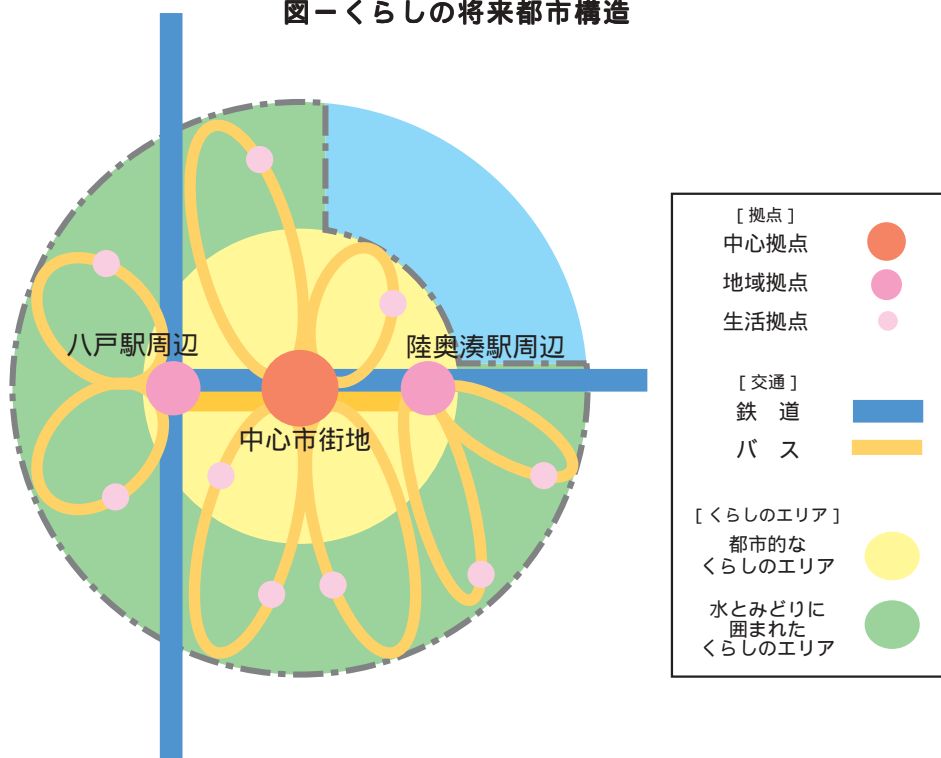 図ーくらしの将来都市構造
八戸駅周辺
陸奥湊駅周辺
中心市街地
[ 拠点 ]
中心拠点
地域拠点
生活拠点
[ 交通 ]
鉄　道
バ　ス
[ くらしのエリア ]
都市的な
くらしのエリア
水とみどりに
囲まれた
くらしのエリア